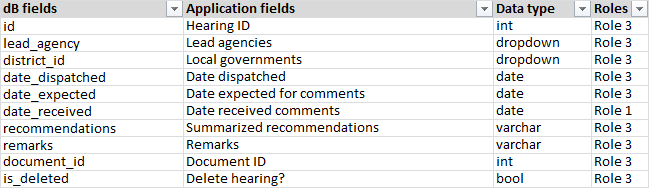 dB fields Application fields Data type Roles
id Hearing ID int Role 3
lead_agency Lead agencies dropdown Role 3
district_id Local governments dropdown Role 3
date_dispatched Date dispatched date Role 3
date_expected Date expected for comments date Role 3
date_received Date received comments date Role 1
recommendations Summarized recommendations varchar Role 3
remarks Remarks varchar Role 3
document_id Document ID int Role 3
is_deleted Delete hearing? bool Role 3